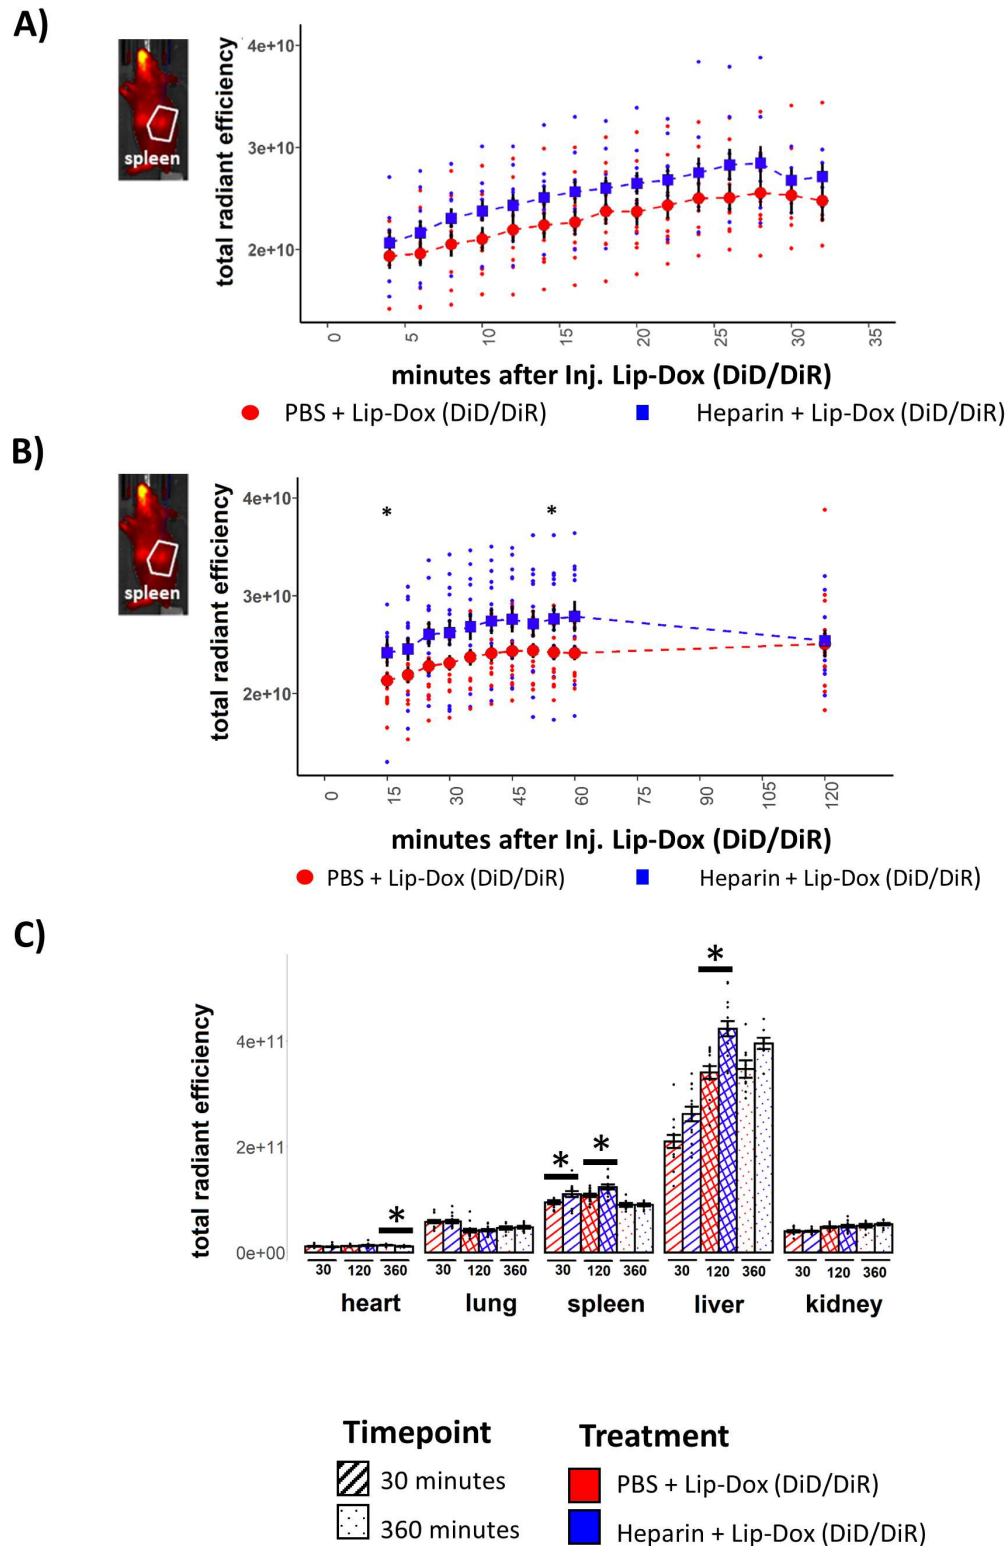 A)
spleen
total radiant efficiency
4e+10
3e+10
2e+10
0 5 10 15 20 25 30 35
minutes after Inj. Lip-Dox (DiD/DiR)
PBS + Lip-Dox (DiD/DiR) Heparin + Lip-Dox (DiD/DiR)
B)
spleen
total radiant efficiency
4e+10
3e+10
2e+10
* *
0 15 30 45 60 75 90 105 120
minutes after Inj. Lip-Dox (DiD/DiR)
PBS + Lip-Dox (DiD/DiR) Heparin + Lip-Dox (DiD/DiR)
C)
total radiant efficiency
4e+11
2e+11
0e+00
* * * *
30 120 360 30 120 360 30 120 360 30 120 360 30 120 360
heart lung spleen liver kidney
Timepoint Treatment
30 minutes PBS + Lip-Dox (DiD/DiR)
360 minutes Heparin + Lip-Dox (DiD/DiR)